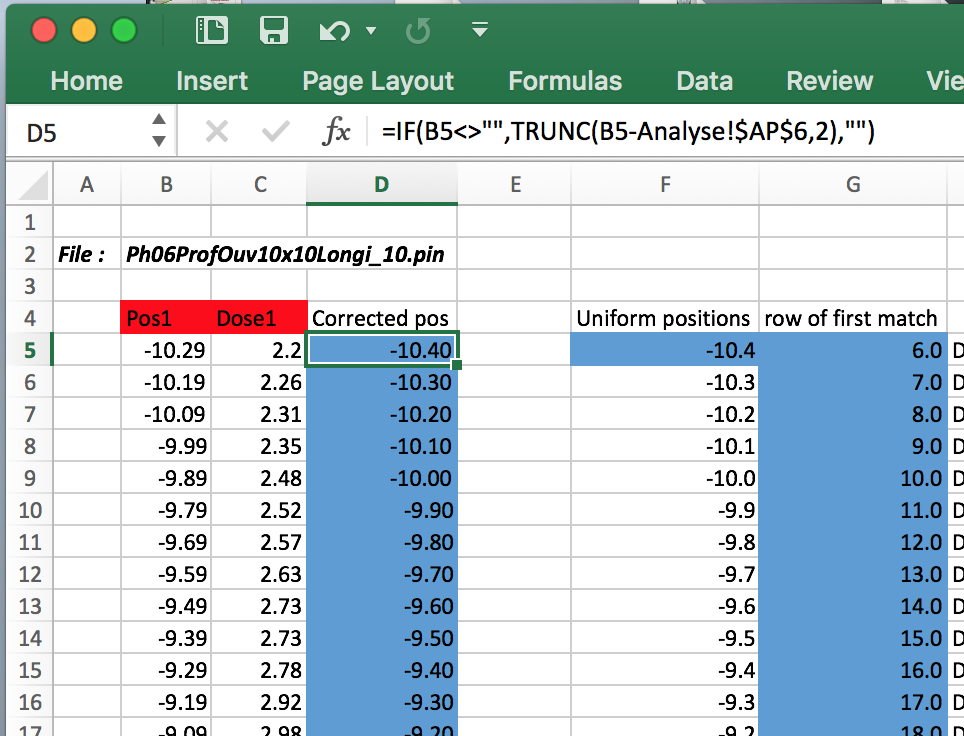 Home Insert Page Layout Formulas Data Review Vie
D5 fx =IF(B5<>"",TRUNC(B5-Analyse!$AP$6,2),"")
A B C D E F G
1
2 File : Ph06ProfOuv10x10Longi_10.pin
3
4 Pos1 Dose1 Corrected pos Uniform positions row of first match
5 -10.29 2.2 -10.40 -10.4 6.0 D
6 -10.19 2.26 -10.30 -10.3 7.0 D
7 -10.09 2.31 -10.20 -10.2 8.0 D
8 -9.99 2.35 -10.10 -10.1 9.0 D
9 -9.89 2.48 -10.00 -10.0 10.0 D
10 -9.79 2.52 -9.90 -9.9 11.0 D
11 -9.69 2.57 -9.80 -9.8 12.0 D
12 -9.59 2.63 -9.70 -9.7 13.0 D
13 -9.49 2.73 -9.60 -9.6 14.0 D
14 -9.39 2.73 -9.50 -9.5 15.0 D
15 -9.29 2.78 -9.40 -9.4 16.0 D
16 -9.19 2.92 -9.30 -9.3 17.0 D
17 -9.09 2.98 -9.20 -9.2 18.0 D